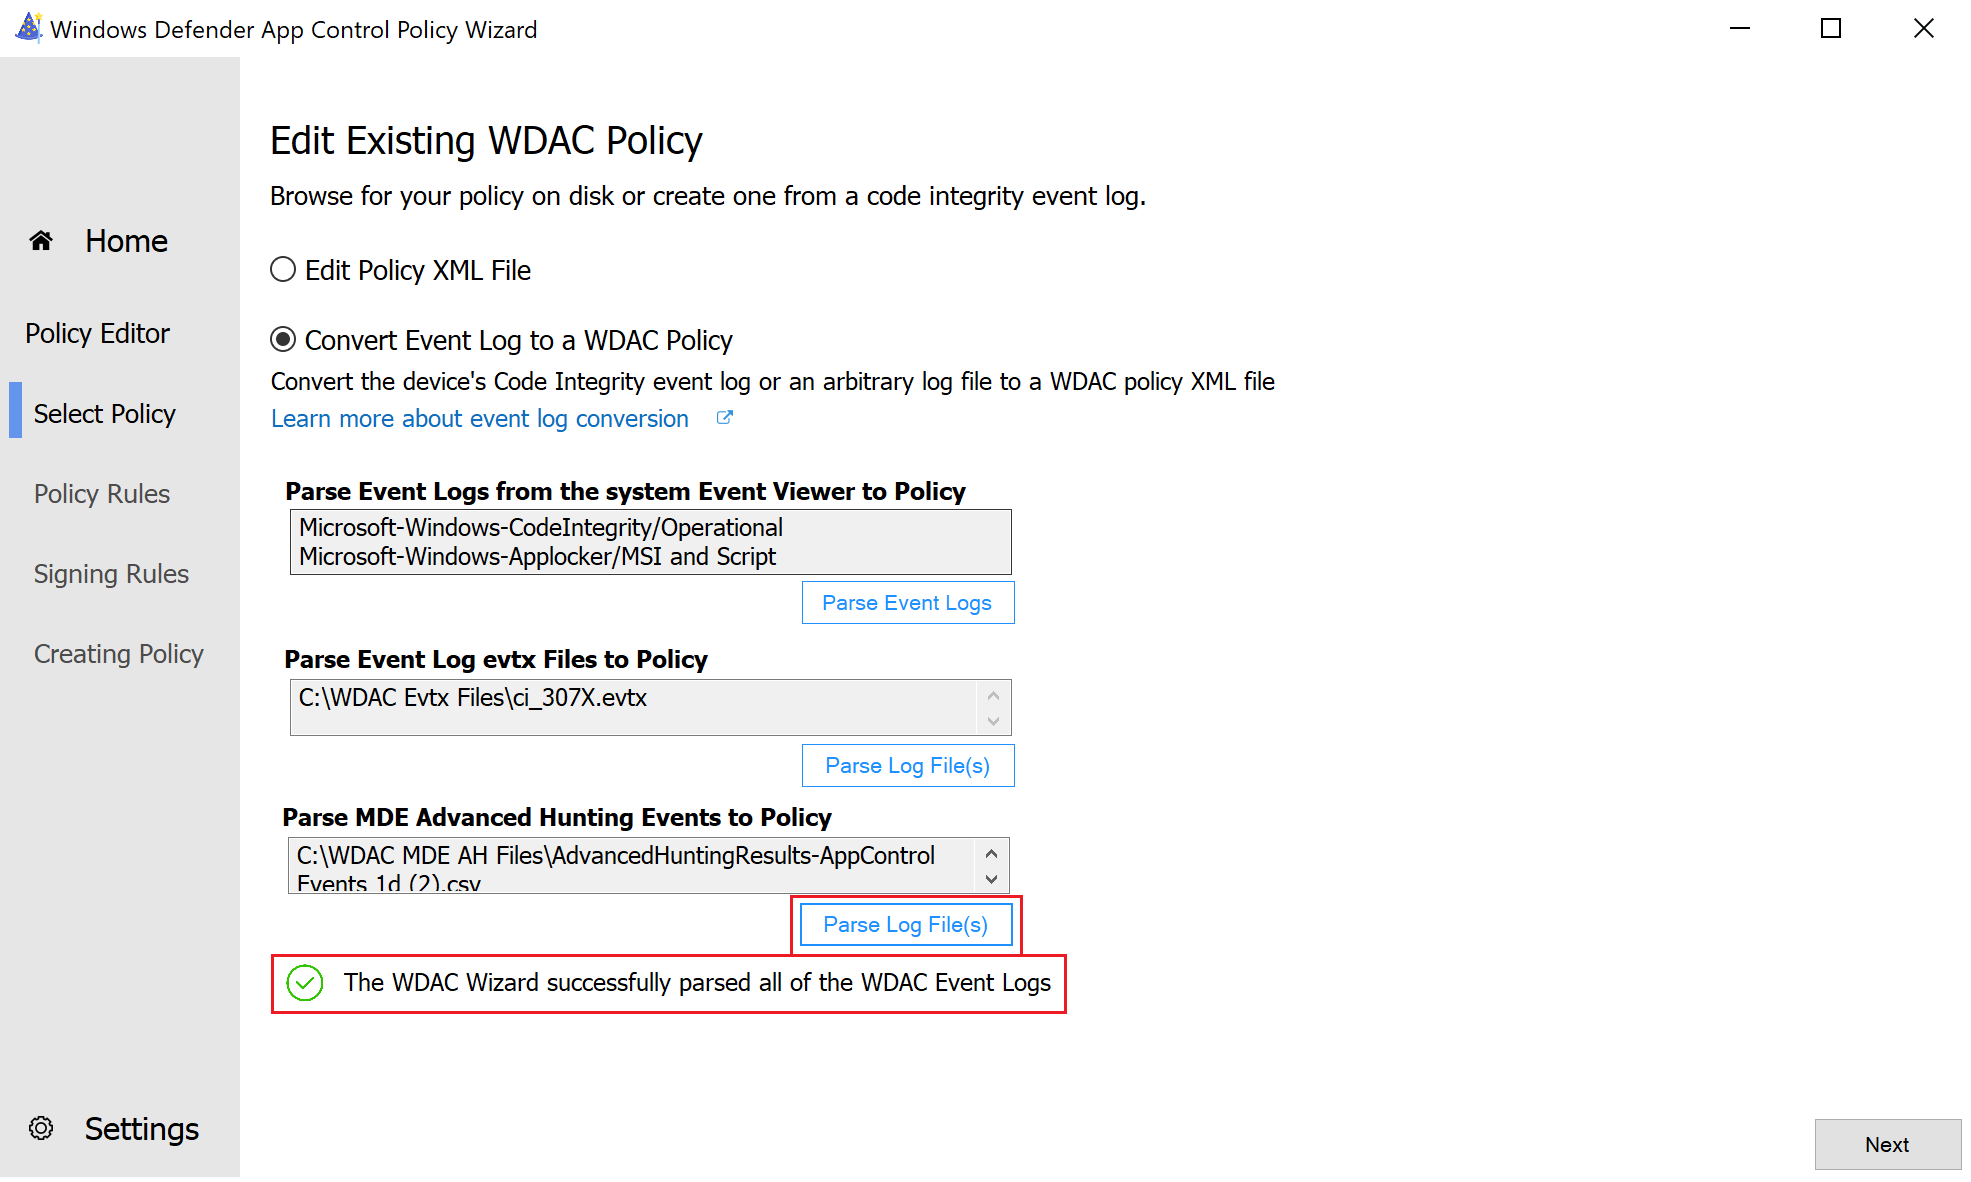 Windows Defender App Control Policy Wizard
Home
Policy Editor
Select Policy
Policy Rules
Signing Rules
Creating Policy
Settings
Edit Existing WDAC Policy
Browse for your policy on disk or create one from a code integrity event log.
Edit Policy XML File
Convert Event Log to a WDAC Policy
Convert the device's Code Integrity event log or an arbitrary log file to a WDAC policy XML file
Learn more about event log conversion
Parse Event Logs from the system Event Viewer to Policy
Microsoft-Windows-CodeIntegrity/Operational
Microsoft-Windows-Applocker/MSI and Script
Parse Event Logs
Parse Event Log evtx Files to Policy
C:\WDAC Evtx Files\ci_307X.evtx
Parse Log File(s)
Parse MDE Advanced Hunting Events to Policy
C:\WDAC MDE AH Files\AdvancedHuntingResults-AppControl
Events 1d (2).csv
Parse Log File(s)
The WDAC Wizard successfully parsed all of the WDAC Event Logs
Next